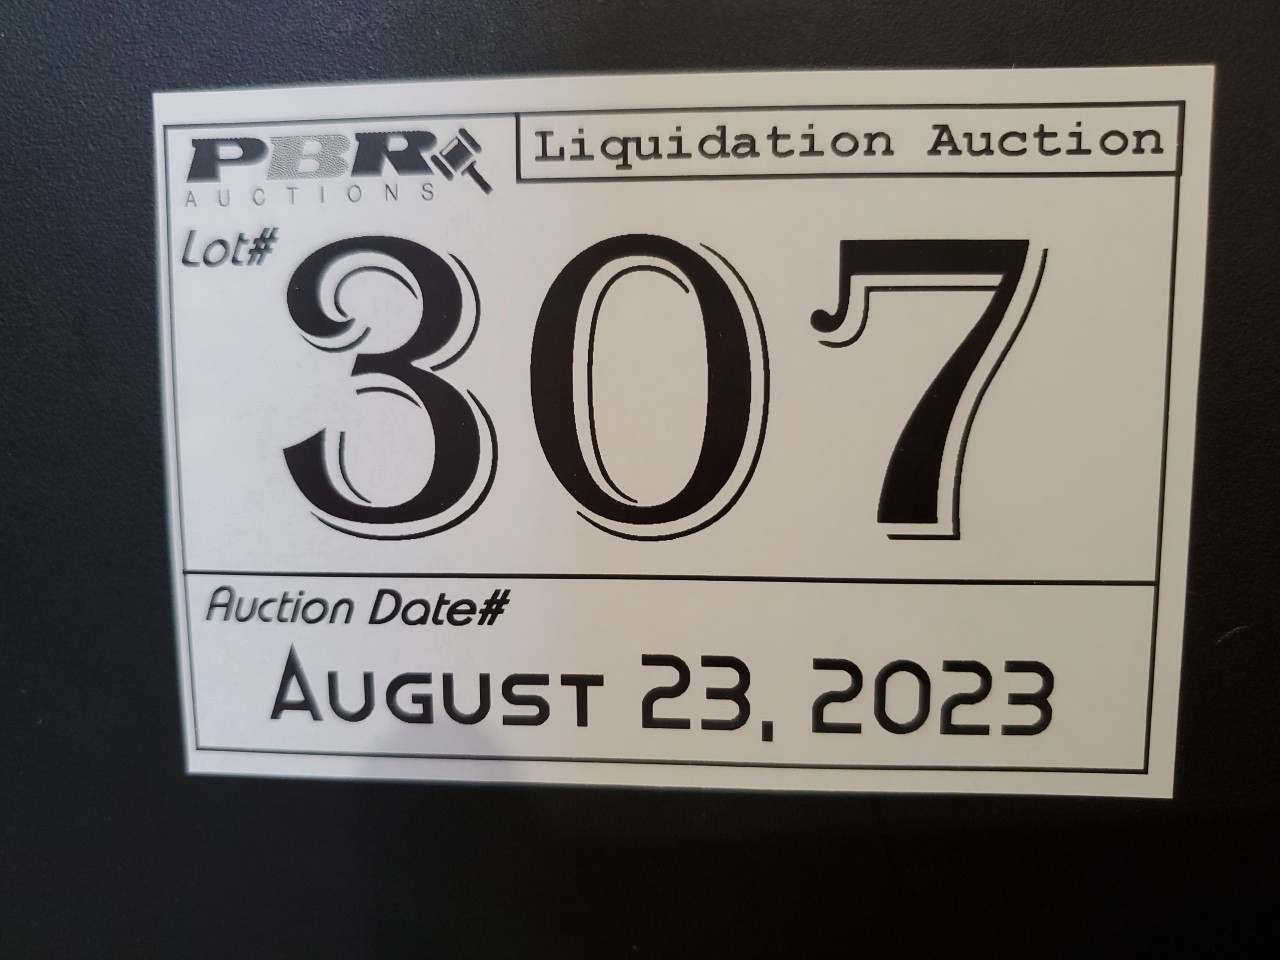 PBR
AUCTIONS
Liquidation Auction
Lot#
307
Auction Date#
August 23, 2023